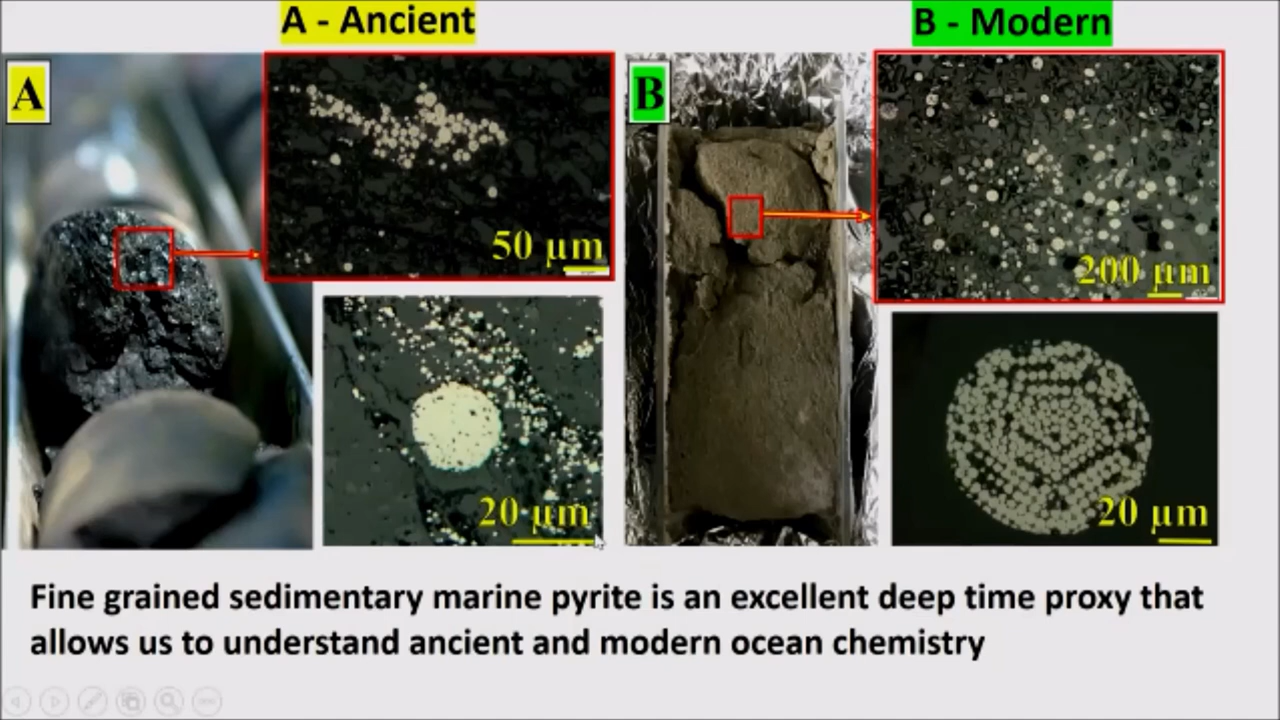 A - Ancient
B - Modern
A
B
50 µm
200 µm
20 µm
20 µm
Fine grained sedimentary marine pyrite is an excellent deep time proxy that
allows us to understand ancient and modern ocean chemistry